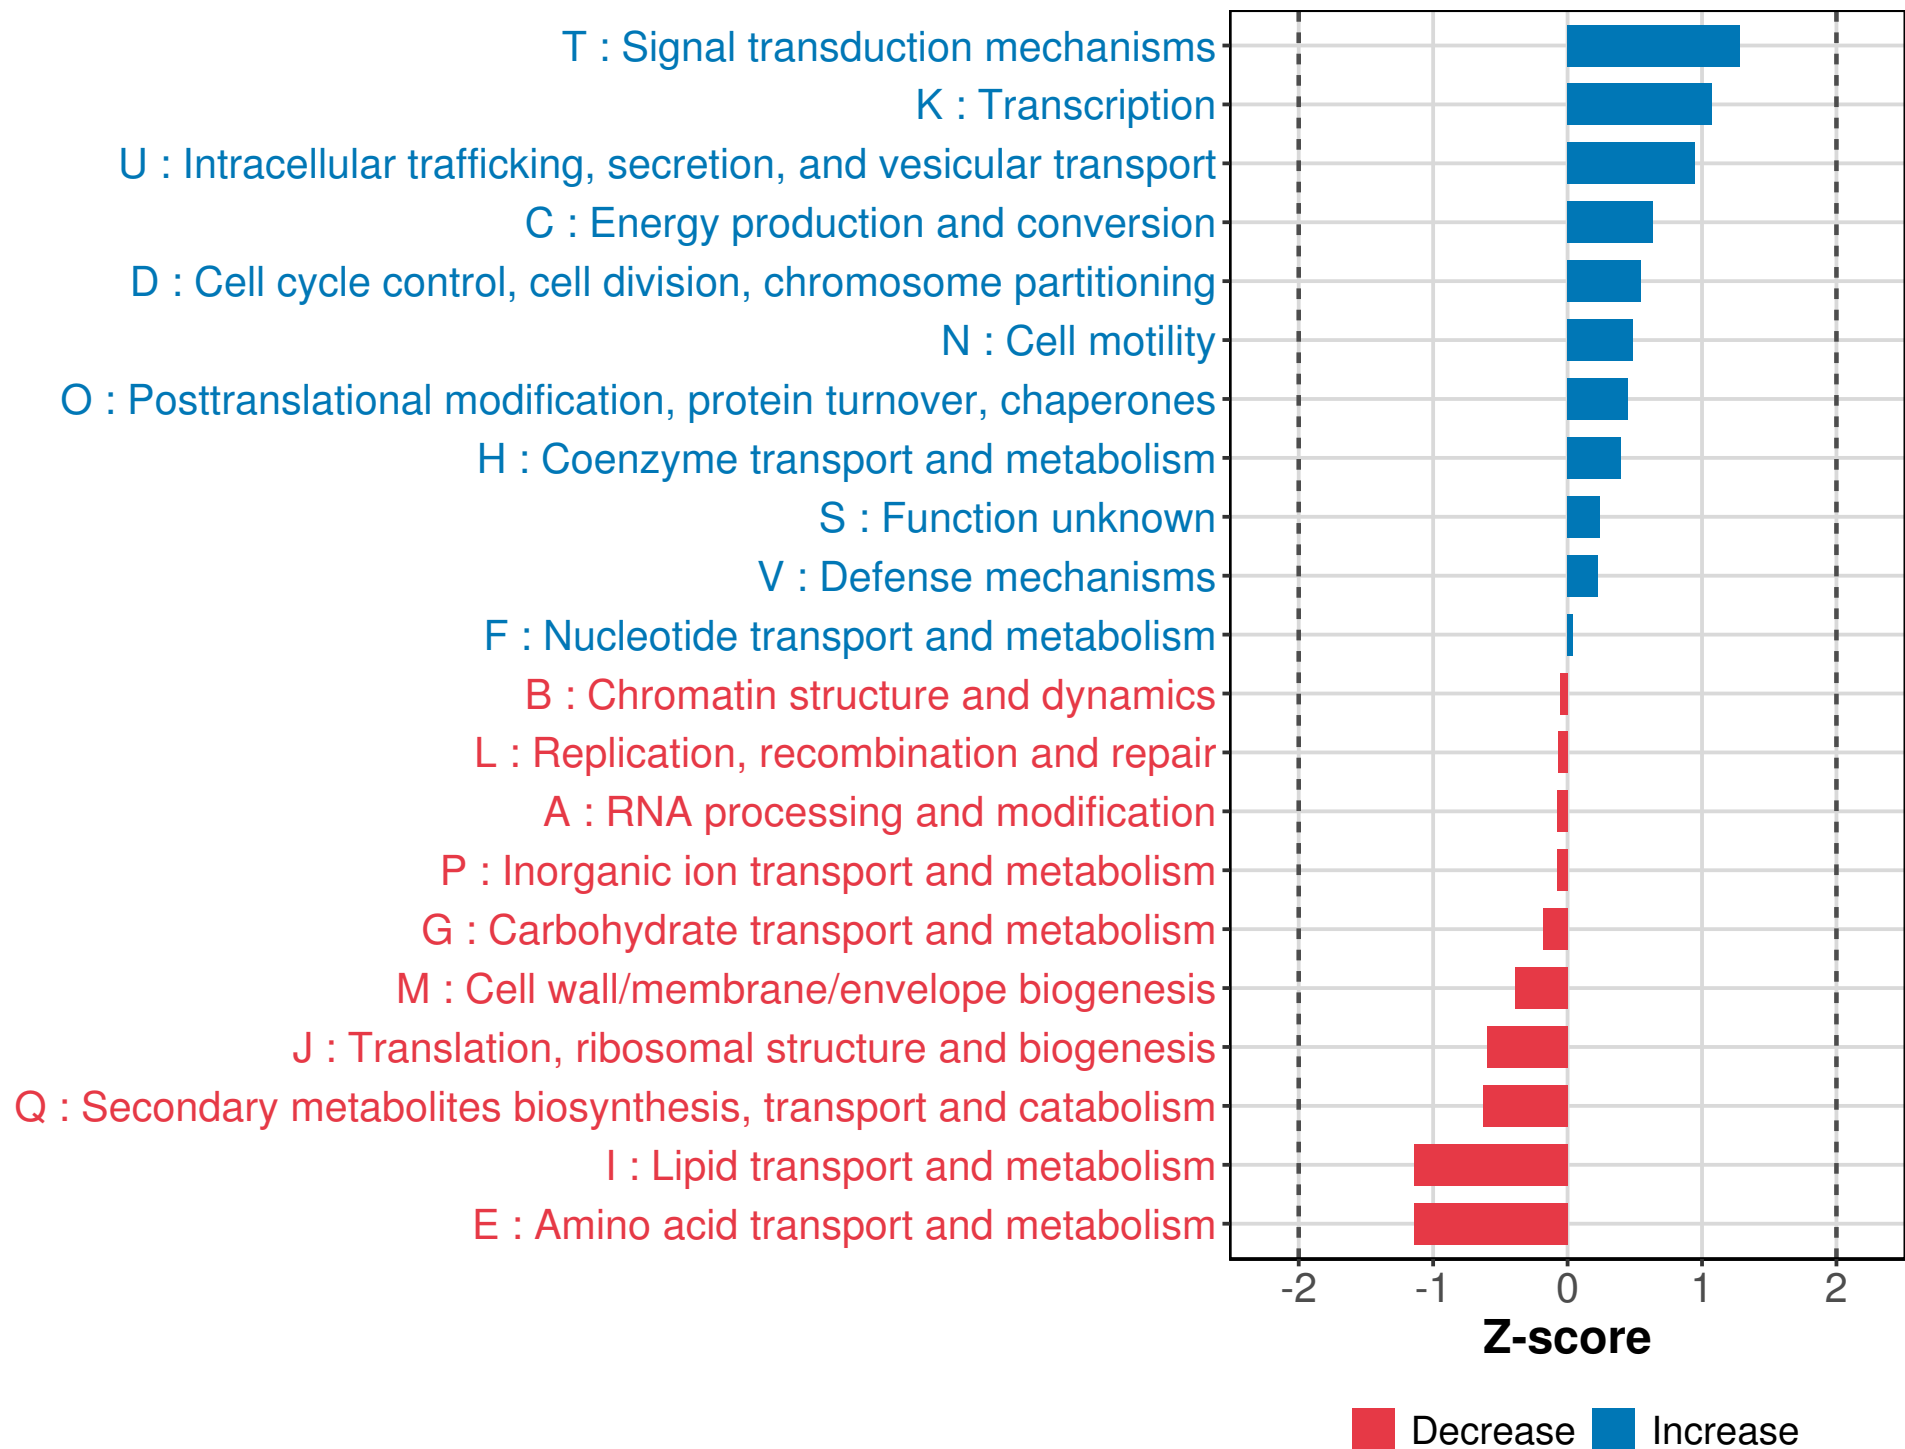 T : Signal transduction mechanisms
K : Transcription
U : Intracellular trafficking, secretion, and vesicular transport
C : Energy production and conversion
D : Cell cycle control, cell division, chromosome partitioning
N : Cell motility
O : Posttranslational modification, protein turnover, chaperones
H : Coenzyme transport and metabolism
S : Function unknown
V : Defense mechanisms
F : Nucleotide transport and metabolism
B : Chromatin structure and dynamics
L : Replication, recombination and repair
A : RNA processing and modification
P : Inorganic ion transport and metabolism
G : Carbohydrate transport and metabolism
M : Cell wall/membrane/envelope biogenesis
J : Translation, ribosomal structure and biogenesis
Q : Secondary metabolites biosynthesis, transport and catabolism
I : Lipid transport and metabolism
E : Amino acid transport and metabolism
-2 -1 0 1 2
Z-score
Decrease Increase